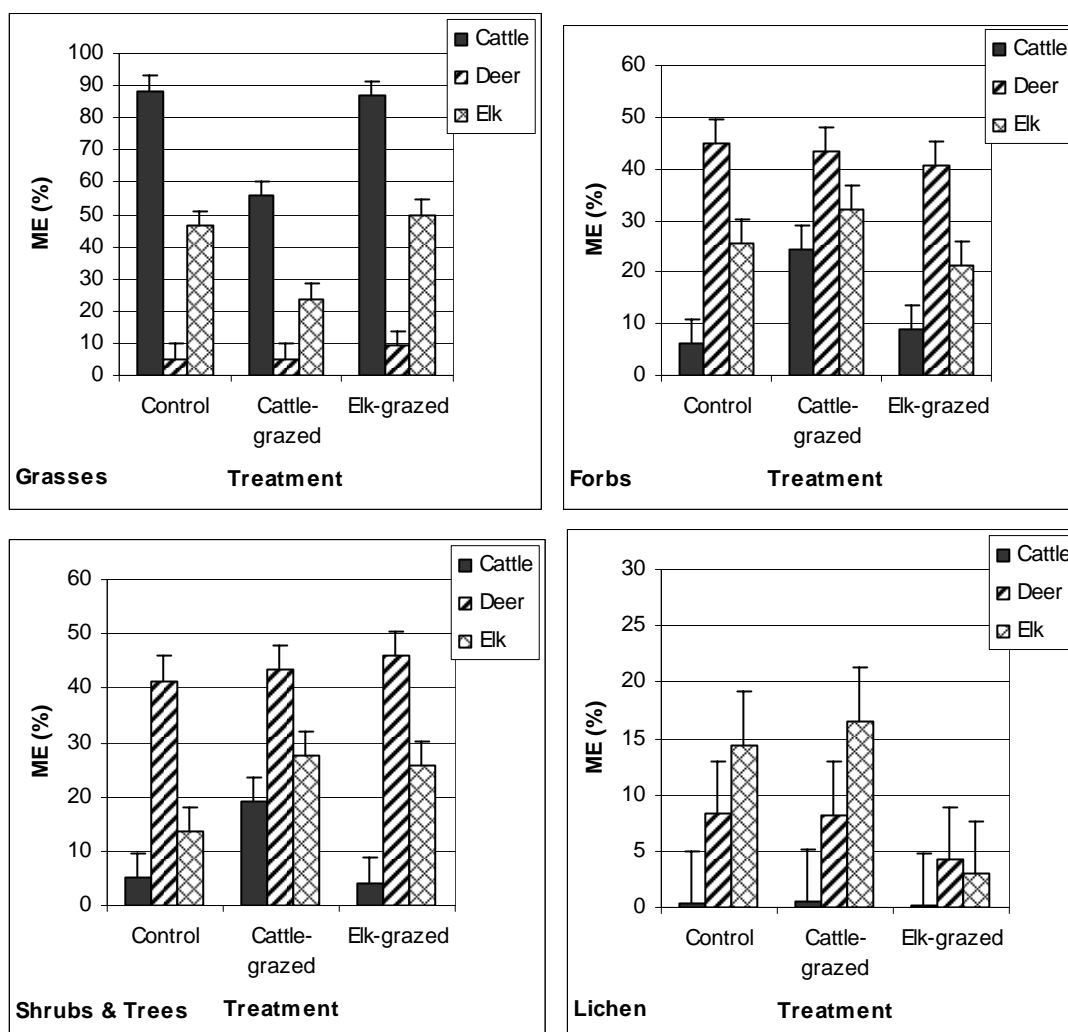 Cattle
Deer
Elk
100
90
80
70
60
50
40
30
20
10
0
ME (%)
Control
Cattle-
grazed
Elk-grazed
Grasses
Treatment
Cattle
Deer
Elk
60
50
40
30
20
10
0
ME (%)
Control
Cattle-
grazed
Elk-grazed
Forbs
Treatment
Cattle
Deer
Elk
60
50
40
30
20
10
0
ME (%)
Control
Cattle-
grazed
Elk-grazed
Shrubs & Trees
Treatment
Cattle
Deer
Elk
30
25
20
15
10
5
0
ME (%)
Control
Cattle-
grazed
Elk-grazed
Lichen
Treatment